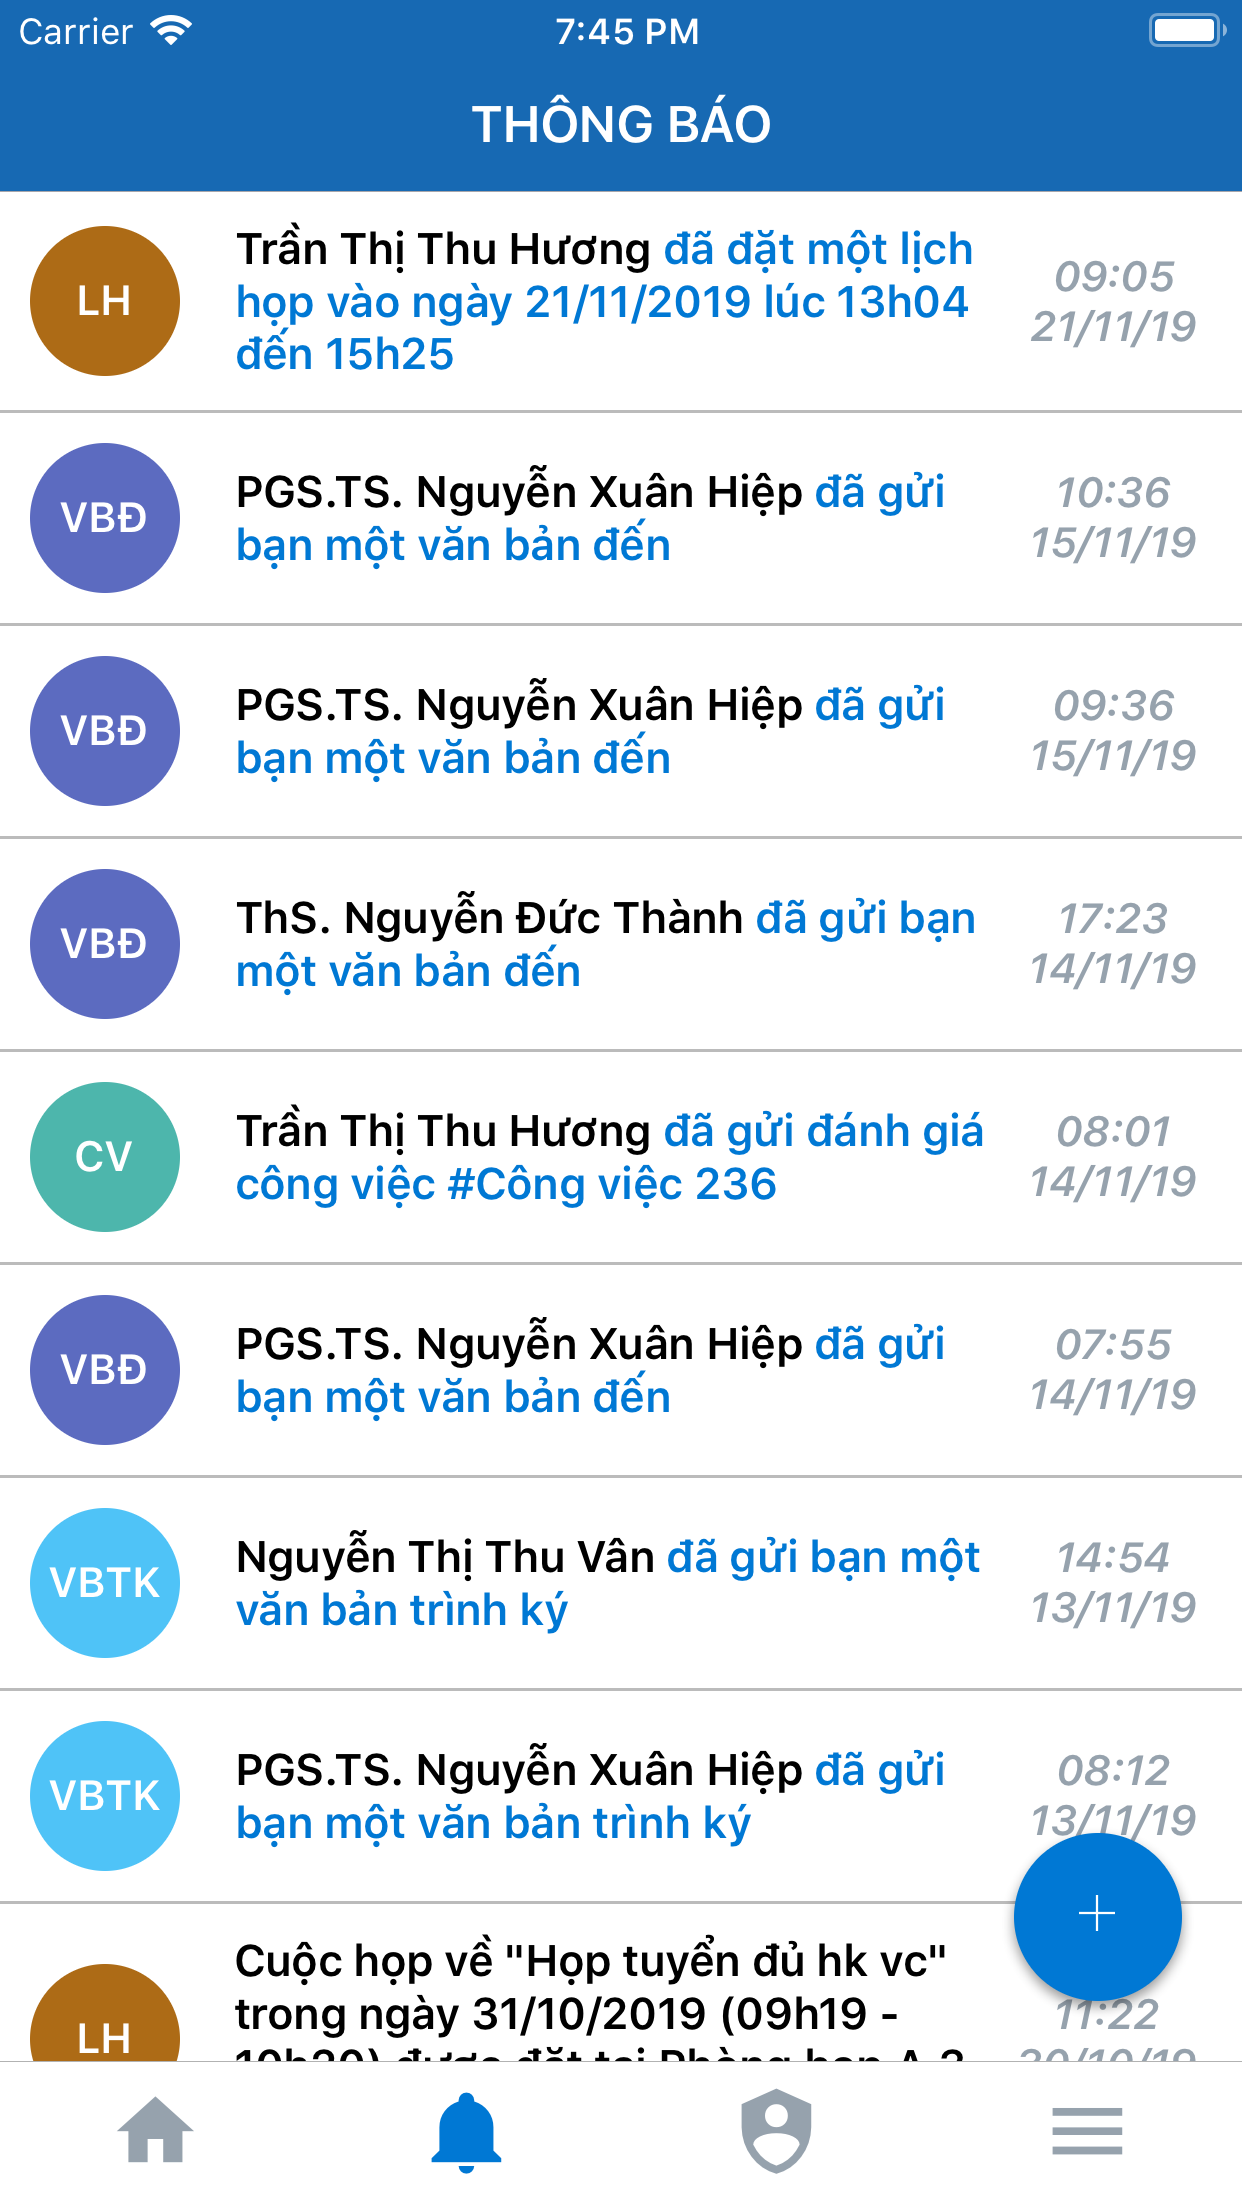 Carrier
7:45 PM
THÔNG BÁO
LH
Trần Thị Thu Hương đã đặt một lịch
họp vào ngày 21/11/2019 lúc 13h04
đến 15h25
09:05
21/11/19
VBĐ
PGS.TS. Nguyễn Xuân Hiệp đã gửi
bạn một văn bản đến
10:36
15/11/19
VBĐ
PGS.TS. Nguyễn Xuân Hiệp đã gửi
bạn một văn bản đến
09:36
15/11/19
VBĐ
ThS. Nguyễn Đức Thành đã gửi bạn
một văn bản đến
17:23
14/11/19
CV
Trần Thị Thu Hương đã gửi đánh giá
công việc #Công việc 236
08:01
14/11/19
VBĐ
PGS.TS. Nguyễn Xuân Hiệp đã gửi
bạn một văn bản đến
07:55
14/11/19
VBTK
Nguyễn Thị Thu Vân đã gửi bạn một
văn bản trình ký
14:54
13/11/19
VBTK
PGS.TS. Nguyễn Xuân Hiệp đã gửi
bạn một văn bản trình ký
08:12
13/11/19
LH
Cuộc họp về "Họp tuyển đủ hk vc"
trong ngày 31/10/2019 (09h19 -
được đặt tại Phòng họp
11:22
30/10/19